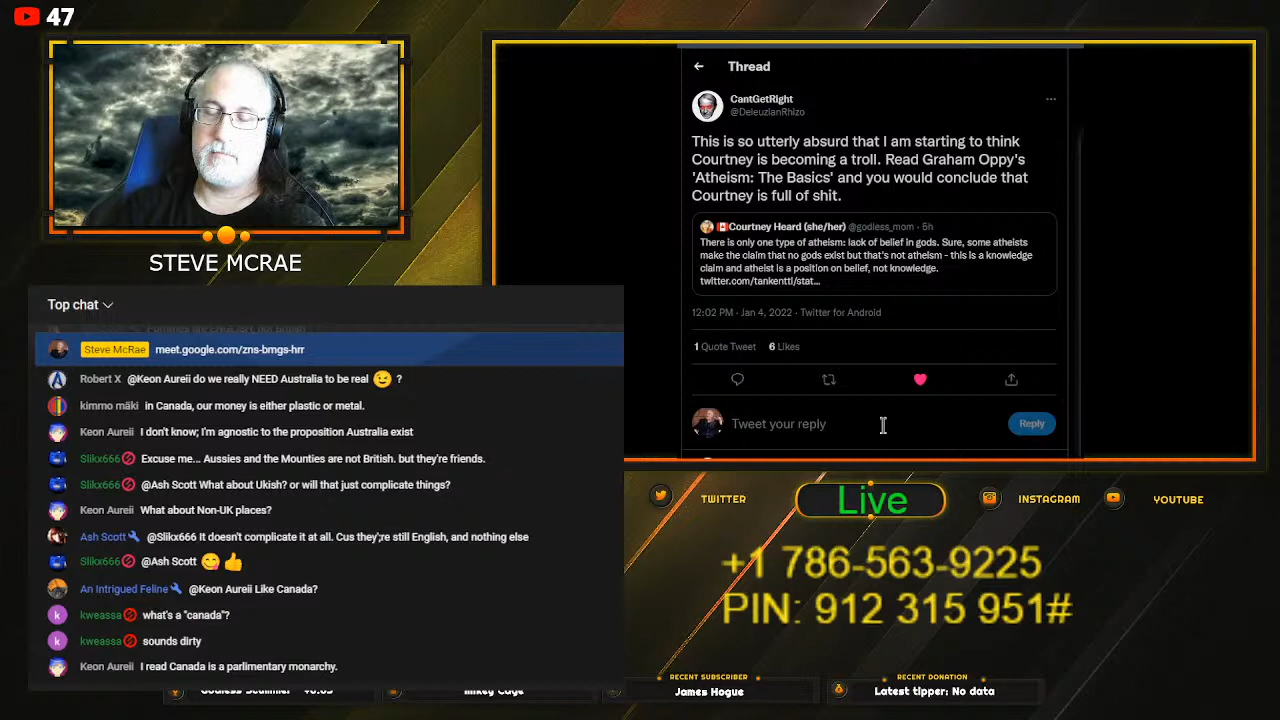 47
STEVE MCRAE
Top chat
Steve McRae meet.google.com/zns-bmgs-hrr
Robert X @Keon Aureii do we really NEED Australia to be real 😉 ?
kimmo mäki in Canada, our money is either plastic or metal.
Keon Aureii I don't know; I'm agnostic to the proposition Australia exist
Slikx666 Excuse me... Aussies and the Mounties are not British. but they're friends.
Slikx666 @Ash Scott What about Ukish? or will that just complicate things?
Keon Aureii What about Non-UK places?
Ash Scott @Slikx666 It doesn't complicate it at all. Cus they;re still English, and nothing else
Slikx666 @Ash Scott 😋👍
An Intrigued Feline @Keon Aureii Like Canada?
k kweassa what's a "canada"?
k kweassa sounds dirty
Keon Aureii I read Canada is a parlimentary monarchy.
Thread
CantGetRight
@DeleuzianRhizo
This is so utterly absurd that I am starting to think
Courtney is becoming a troll. Read Graham Oppy's
'Atheism: The Basics' and you would conclude that
Courtney is full of shit.
Courtney Heard (she/her) @godless_mom · 5h
There is only one type of atheism: lack of belief in gods. Sure, some atheists
make the claim that no gods exist but that's not atheism - this is a knowledge
claim and atheist is a position on belief, not knowledge.
twitter.com/tankentti/stat...
12:02 PM · Jan 4, 2022 · Twitter for Android
1 Quote Tweet 6 Likes
Tweet your reply
Reply
TWITTER
Live
INSTAGRAM
YOUTUBE
+1 786-563-9225
PIN: 912 315 951#
RECENT SUBSCRIBER
James Hogue
RECENT DONATION
Latest tipper: No data